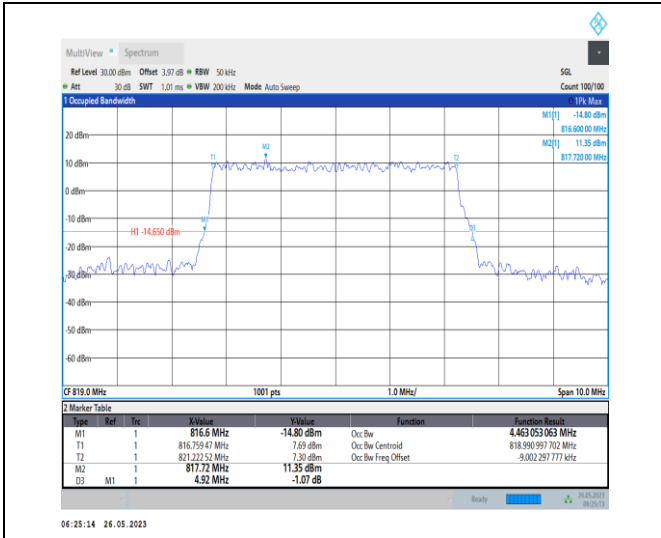 MultiView Spectrum
Ref Level 30.00 dBm Offset 3.97 dB RBW 50 kHz SGL
Att 30 dB SWT 1.01 ms VBW 200 kHz Mode Auto Sweep Count 100/100
1 Occupied Bandwidth 1Pk Max
M1[1] -14.80 dBm
816.600 00 MHz
M2[1] 11.35 dBm
817.720 00 MHz
20 dBm
M2
T1 T2
10 dBm
0 dBm
-10 dBm
M1
H1 -14.650 dBm
D3
-20 dBm
-30 dBm
-40 dBm
-50 dBm
-60 dBm
CF 819.0 MHz 1001 pts 1.0 MHz/ Span 10.0 MHz
2 Marker Table
Type Ref Trc X-Value Y-Value Function Function Result
M1 1 816.6 MHz -14.80 dBm Occ Bw 4.463 053 063 MHz
T1 1 816.759 47 MHz 7.69 dBm Occ Bw Centroid 818.990 997 702 MHz
T2 1 821.222 52 MHz 7.30 dBm Occ Bw Freq Offset -9.002 297 777 kHz
M2 1 817.72 MHz 11.35 dBm
D3 M1 1 4.92 MHz -1.07 dB
Ready 26.05.2023
06:25:13
06:25:14 26.05.2023